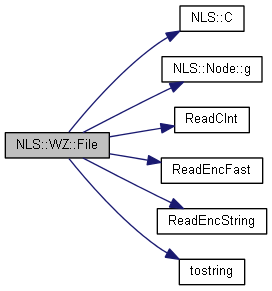 NLS::C
NLS::Node::g
ReadCInt
NLS::WZ::File
ReadEncFast
ReadEncString
tostring